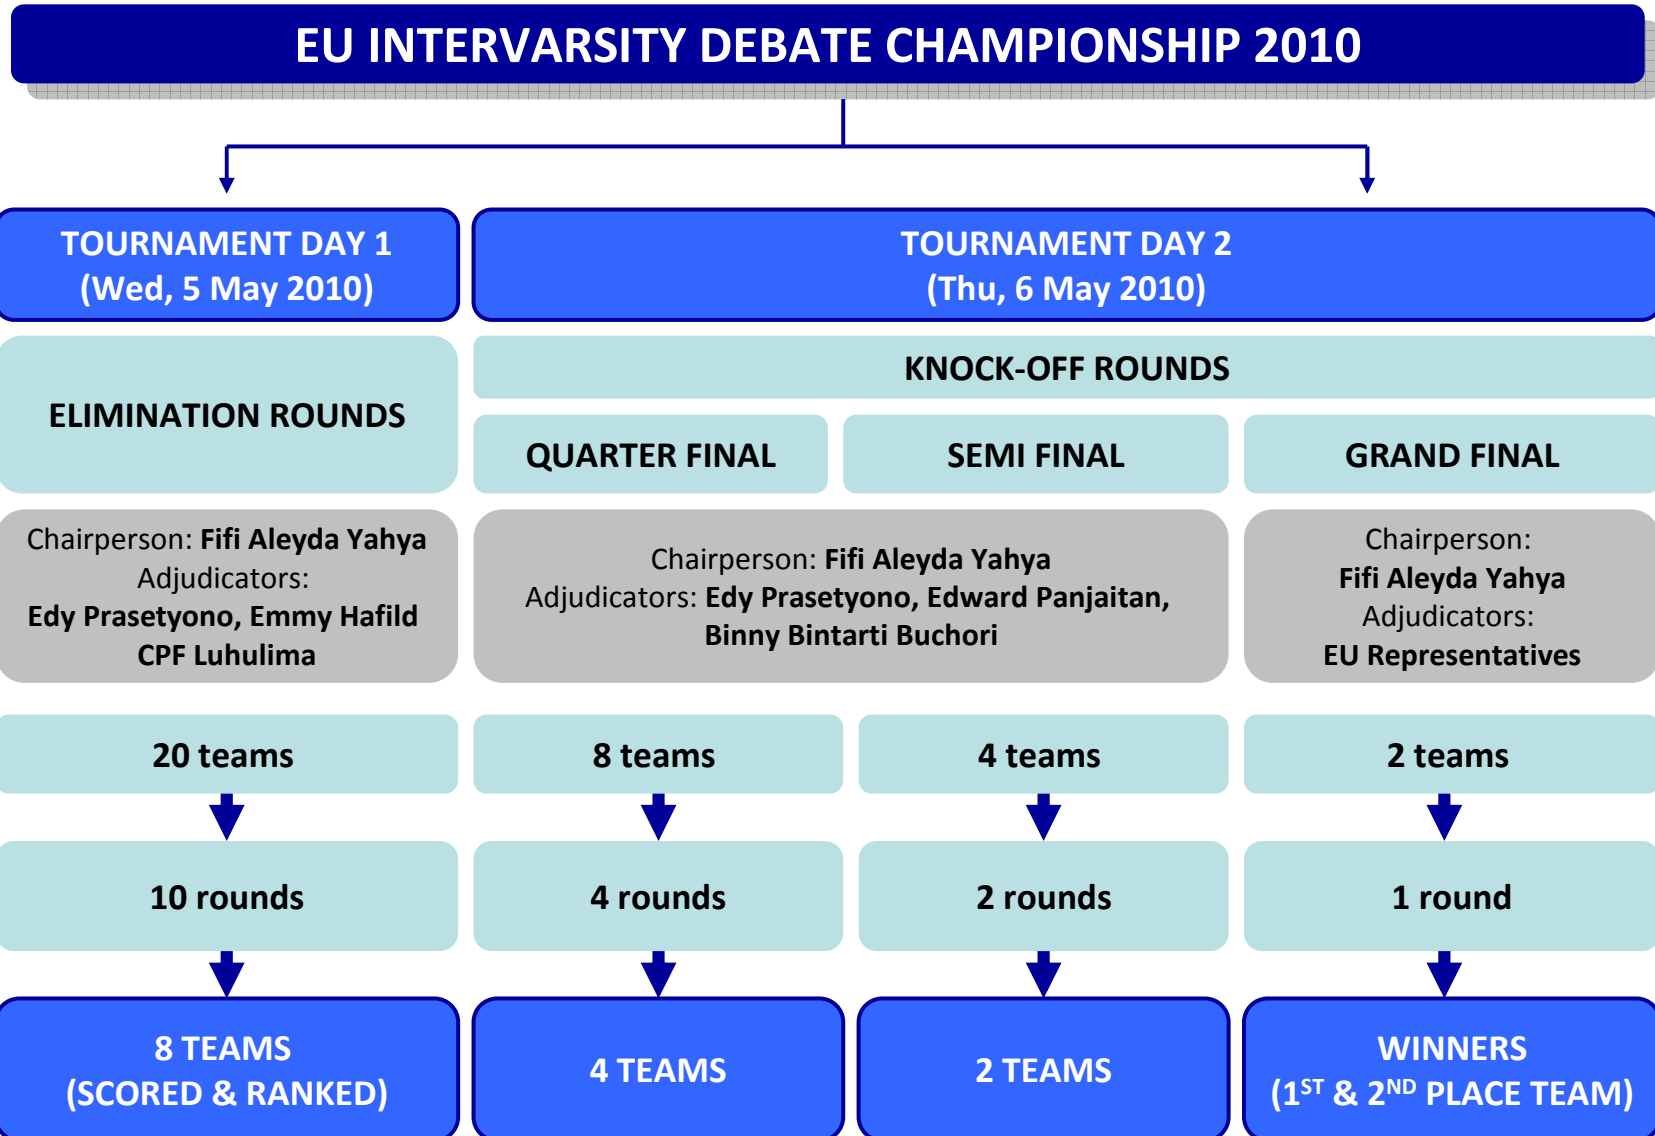 EU INTERVARSITY DEBATE CHAMPIONSHIP 2010
TOURNAMENT DAY 1
(Wed, 5 May 2010)
TOURNAMENT DAY 2
(Thu, 6 May 2010)
ELIMINATION ROUNDS
KNOCK-OFF ROUNDS
QUARTER FINAL
SEMI FINAL
GRAND FINAL
Chairperson: Fifi Aleyda Yahya
Adjudicators:
Edy Prasetyono, Emmy Hafild
CPF Luhulima
Chairperson: Fifi Aleyda Yahya
Adjudicators: Edy Prasetyono, Edward Panjaitan,
Binny Bintarti Buchori
Chairperson:
Fifi Aleyda Yahya
Adjudicators:
EU Representatives
20 teams
8 teams
4 teams
2 teams
10 rounds
4 rounds
2 rounds
1 round
8 TEAMS
(SCORED & RANKED)
4 TEAMS
2 TEAMS
WINNERS
(1ST & 2ND PLACE TEAM)